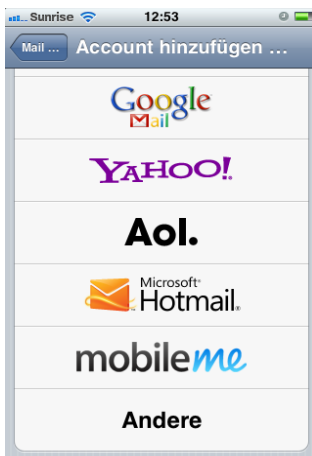 Sunrise 12:53
Mail ... Account hinzufügen ...
Google
Mail
YAHOO!
Aol.
Microsoft
Hotmail.
mobileme
Andere